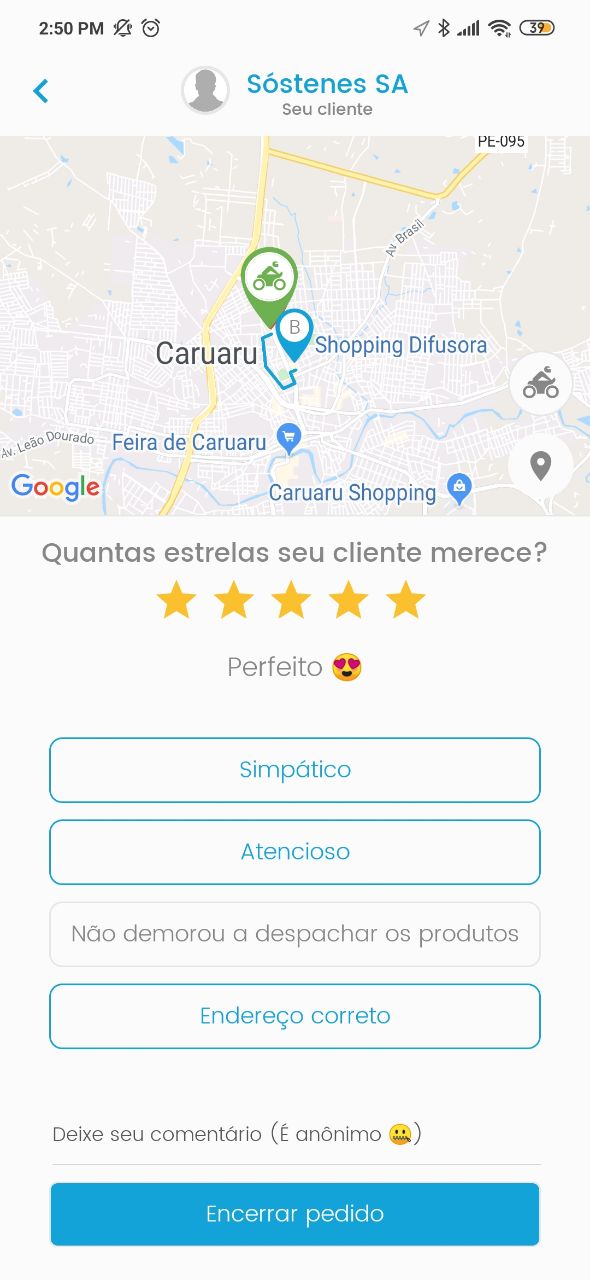 2:50 PM
39
Sóstenes SA
Seu cliente
PE-095
Av Brasil
B
Caruaru
Shopping Difusora
Av. Leão Dourado
Feira de Caruaru
Google
Caruaru Shopping
Quantas estrelas seu cliente merece?
Perfeito 😍
Simpático
Atencioso
Não demorou a despachar os produtos
Endereço correto
Deixe seu comentário (É anônimo 🤐)
Encerrar pedido